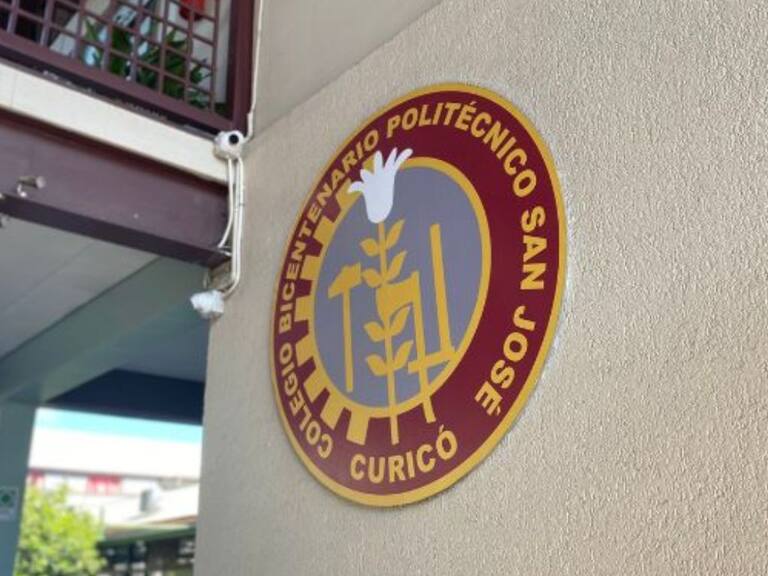 COLEGIO BICENTENARIO POLITÉCNICO SAN JOSÉ
CURICÓ